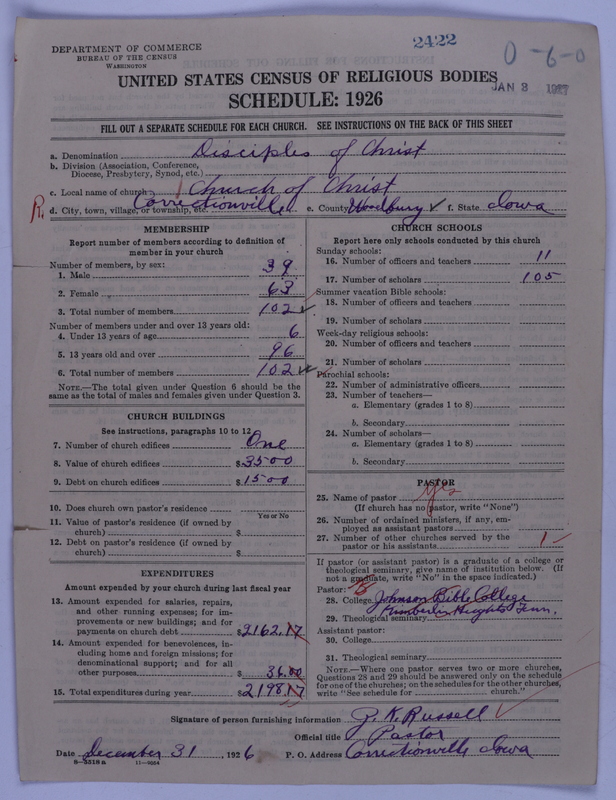 2422
0-6-0
JAN 3 1927
DEPARTMENT OF COMMERCE
BUREAU OF THE CENSUS
WASHINGTON
UNITED STATES CENSUS OF RELIGIOUS BODIES
SCHEDULE: 1926
FILL OUT A SEPARATE SCHEDULE FOR EACH CHURCH. SEE INSTRUCTIONS ON THE BACK OF THIS SHEET
a. Denomination Disciples of Christ
b. Division (Association, Conference, Diocese, Presbytery, Synod, etc.)
c. Local name of church Church of Christ
R. d. City, town, village, or township, etc. Correctionville e. County Woodbury ✓ f. State Iowa
MEMBERSHIP
Report number of members according to definition of
member in your church
Number of members, by sex:
1. Male 39
2. Female 63
3. Total number of members 102 ✓
Number of members under and over 13 years old:
4. Under 13 years of age 6
5. 13 years old and over 96
6. Total number of members 102 ✓
NOTE.—The total given under Question 6 should be the
same as the total of males and females given under Question 3.
CHURCH BUILDINGS
See instructions, paragraphs 10 to 12
7. Number of church edifices One
8. Value of church edifices $3500
9. Debt on church edifices $1500
10. Does church own pastor's residence
Yes or No
11. Value of pastor's residence (if owned by
church) $
12. Debt on pastor's residence (if owned by
church) $
EXPENDITURES
Amount expended by your church during last fiscal year
13. Amount expended for salaries, repairs,
and other running expenses; for im-
provements or new buildings; and for
payments on church debt $2162.17
14. Amount expended for benevolences, in-
cluding home and foreign missions; for
denominational support; and for all
other purposes 36.00
15. Total expenditures during year $2198.17
CHURCH SCHOOLS
Report here only schools conducted by this church
Sunday schools:
16. Number of officers and teachers 11
17. Number of scholars 105
Summer vacation Bible schools:
18. Number of officers and teachers
19. Number of scholars
Week-day religious schools:
20. Number of officers and teachers
21. Number of scholars
Parochial schools:
22. Number of administrative officers
23. Number of teachers—
a. Elementary (grades 1 to 8)
b. Secondary
24. Number of scholars—
a. Elementary (grades 1 to 8)
b. Secondary
PASTOR
25. Name of pastor yes
(If church has no pastor, write "None")
26. Number of ordained ministers, if any, em-
ployed as assistant pastors
27. Number of other churches served by the
pastor or his assistants 1
If pastor (or assistant pastor) is a graduate of a college or
theological seminary, give name of institution below. (If
not a graduate, write "No" in the space indicated.)
Pastor:
28. College Johnson Bible College
Kimberlin Heights Tenn.
29. Theological seminary
Assistant pastor:
30. College
31. Theological seminary
NOTE.—Where one pastor serves two or more churches,
Questions 28 and 29 should be answered only on the schedule
for one of the churches; on the schedules for the other churches,
write "See schedule for church."
Signature of person furnishing information J. K. Russell
Official title Pastor
Date December 31, 1926 P. O. Address Correctionville Iowa
8-5518 a 11-9064